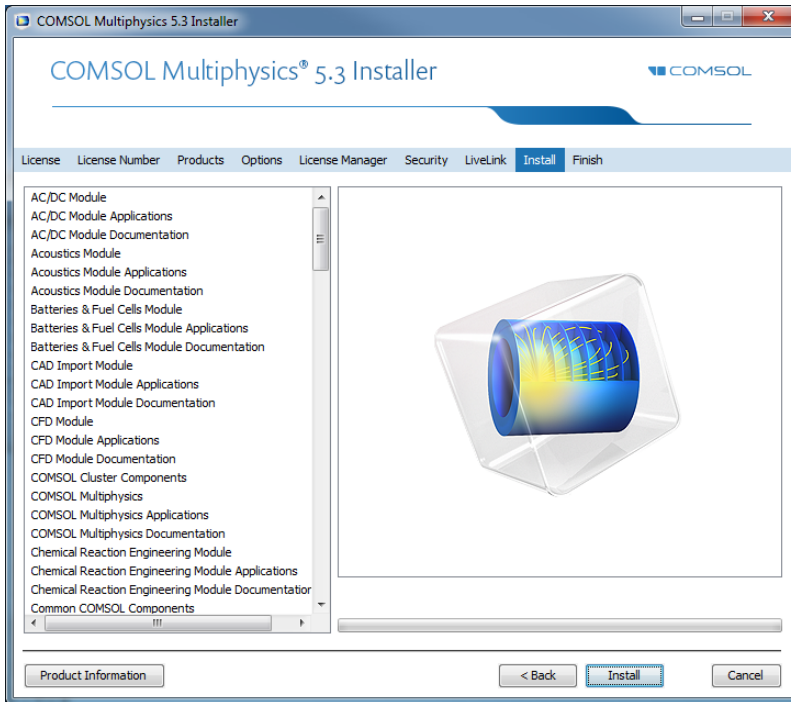 COMSOL Multiphysics 5.3 Installer
COMSOL Multiphysics® 5.3 Installer
COMSOL
License License Number Products Options License Manager Security LiveLink Install Finish
AC/DC Module
AC/DC Module Applications
AC/DC Module Documentation
Acoustics Module
Acoustics Module Applications
Acoustics Module Documentation
Batteries & Fuel Cells Module
Batteries & Fuel Cells Module Applications
Batteries & Fuel Cells Module Documentation
CAD Import Module
CAD Import Module Applications
CAD Import Module Documentation
CFD Module
CFD Module Applications
CFD Module Documentation
COMSOL Cluster Components
COMSOL Multiphysics
COMSOL Multiphysics Applications
COMSOL Multiphysics Documentation
Chemical Reaction Engineering Module
Chemical Reaction Engineering Module Applications
Chemical Reaction Engineering Module Documentation
Common COMSOL Components
Product Information
< Back
Install
Cancel